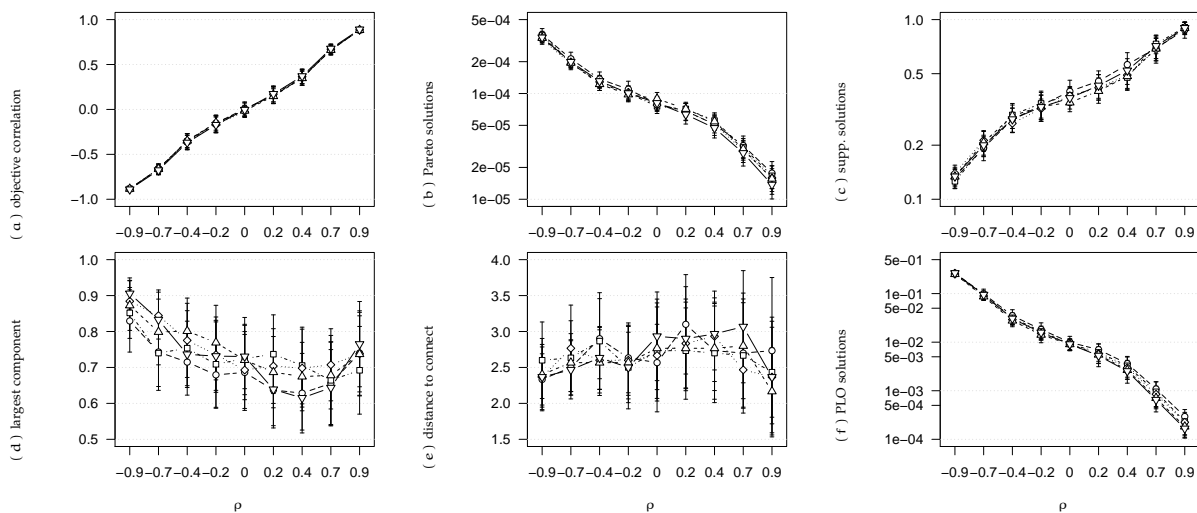 ( a ) objective correlation
1.0
0.5
0.0
−0.5
−1.0
−0.9 −0.7 −0.4 −0.2 0 0.2 0.4 0.7 0.9
( b ) Pareto solutions
5e−04
2e−04
1e−04
5e−05
2e−05
1e−05
−0.9 −0.7 −0.4 −0.2 0 0.2 0.4 0.7 0.9
( c ) supp. solutions
1.0
0.5
0.2
0.1
−0.9 −0.7 −0.4 −0.2 0 0.2 0.4 0.7 0.9
( d ) largest component
1.0
0.9
0.8
0.7
0.6
0.5
−0.9 −0.7 −0.4 −0.2 0 0.2 0.4 0.7 0.9
ρ
( e ) distance to connect
4.0
3.5
3.0
2.5
2.0
1.5
−0.9 −0.7 −0.4 −0.2 0 0.2 0.4 0.7 0.9
ρ
( f ) PLO solutions
5e−01
1e−01
5e−02
1e−02
5e−03
1e−03
5e−04
1e−04
−0.9 −0.7 −0.4 −0.2 0 0.2 0.4 0.7 0.9
ρ